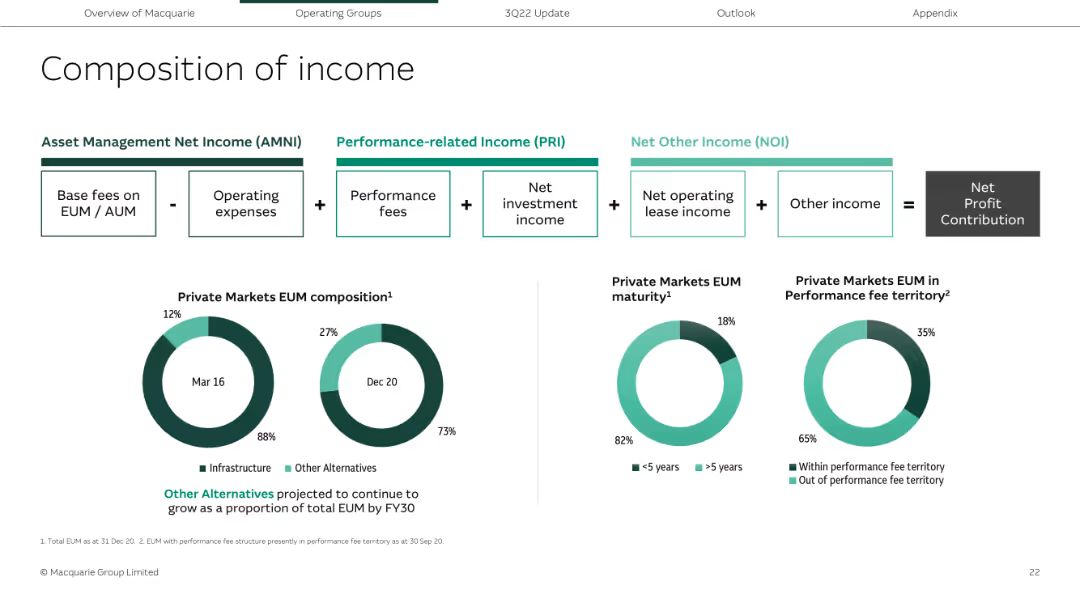 Overview of Macquarie
Operating Groups
3Q22 Update
Outlook
Appendix
Composition of income
Asset Management Net Income (AMNI)
Performance-related Income (PRI)
Net Other Income (NOI)
Base fees on
EUM / AUM
-
Operating
expenses
+
Performance
fees
+
Net
investment
income
+
Net operating
lease income
+
Other income
=
Net
Profit
Contribution
Private Markets EUM composition1
12%
Mar 16
88%
27%
Dec 20
73%
Infrastructure
Other Alternatives
Other Alternatives projected to continue to
grow as a proportion of total EUM by FY30
Private Markets EUM
maturity1
18%
82%
<5 years
>5 years
Private Markets EUM in
Performance fee territory2
35%
65%
Within performance fee territory
Out of performance fee territory
1. Total EUM as at 31 Dec 20. 2. EUM with performance fee structure presently in performance fee territory as at 30 Sep 20.
© Macquarie Group Limited
22